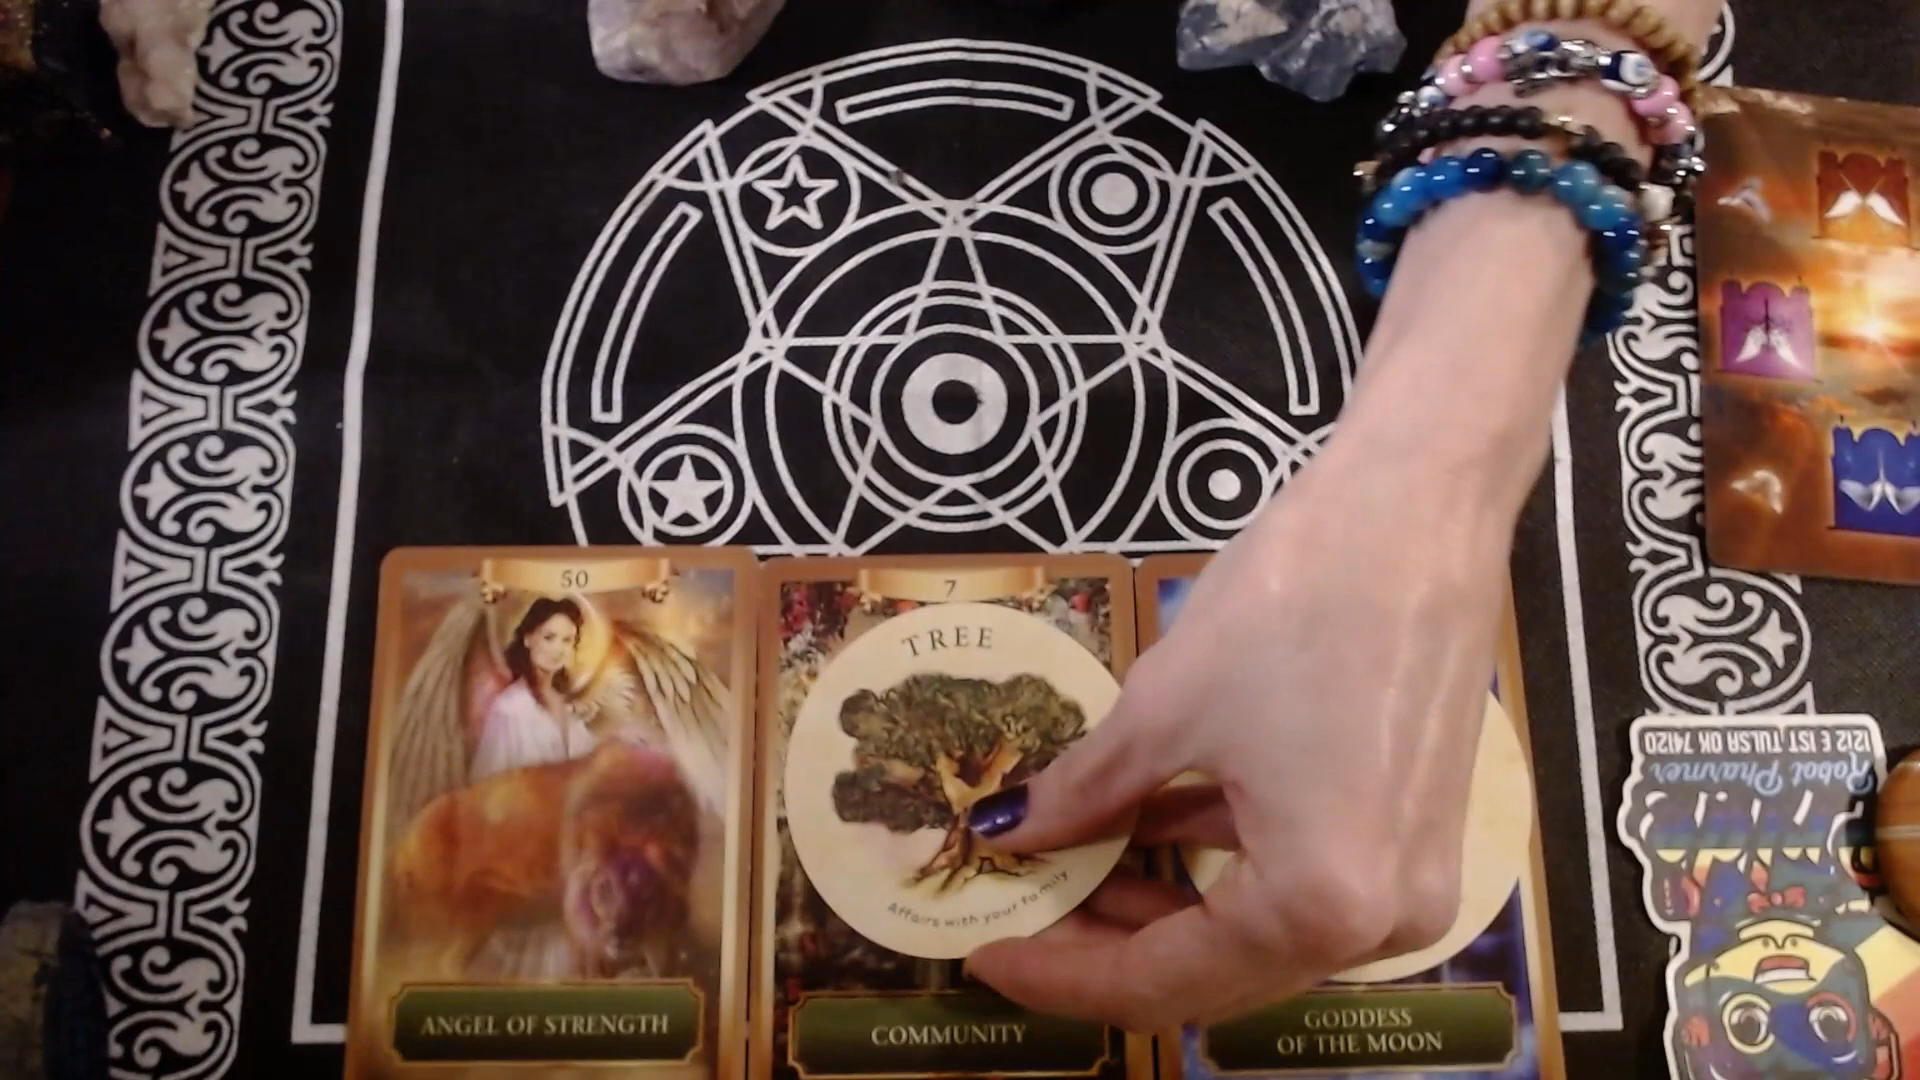 50
ANGEL OF STRENGTH
7
TREE
Affairs with your family
COMMUNITY
GODDESS
OF THE MOON
1212 E 1ST TULSA OK 74120
Robot Pharmer